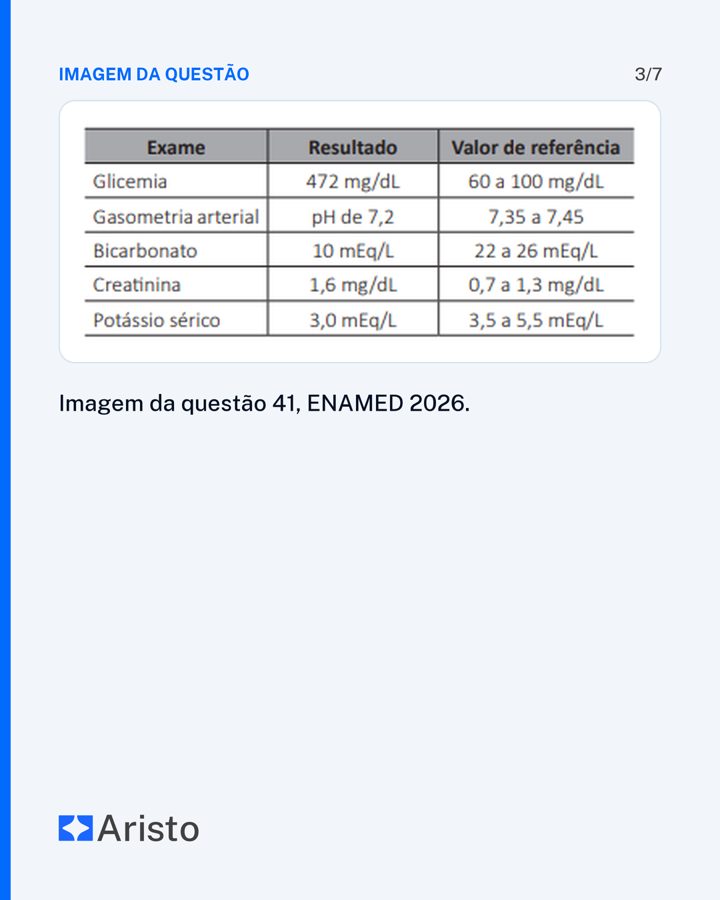 IMAGEM DA QUESTÃO 3/7
Exame Resultado Valor de referência
Glicemia 472 mg/dL 60 a 100 mg/dL
Gasometria arterial pH de 7,2 7,35 a 7,45
Bicarbonato 10 mEq/L 22 a 26 mEq/L
Creatinina 1,6 mg/dL 0,7 a 1,3 mg/dL
Potássio sérico 3,0 mEq/L 3,5 a 5,5 mEq/L
Imagem da questão 41, ENAMED 2026.
Aristo